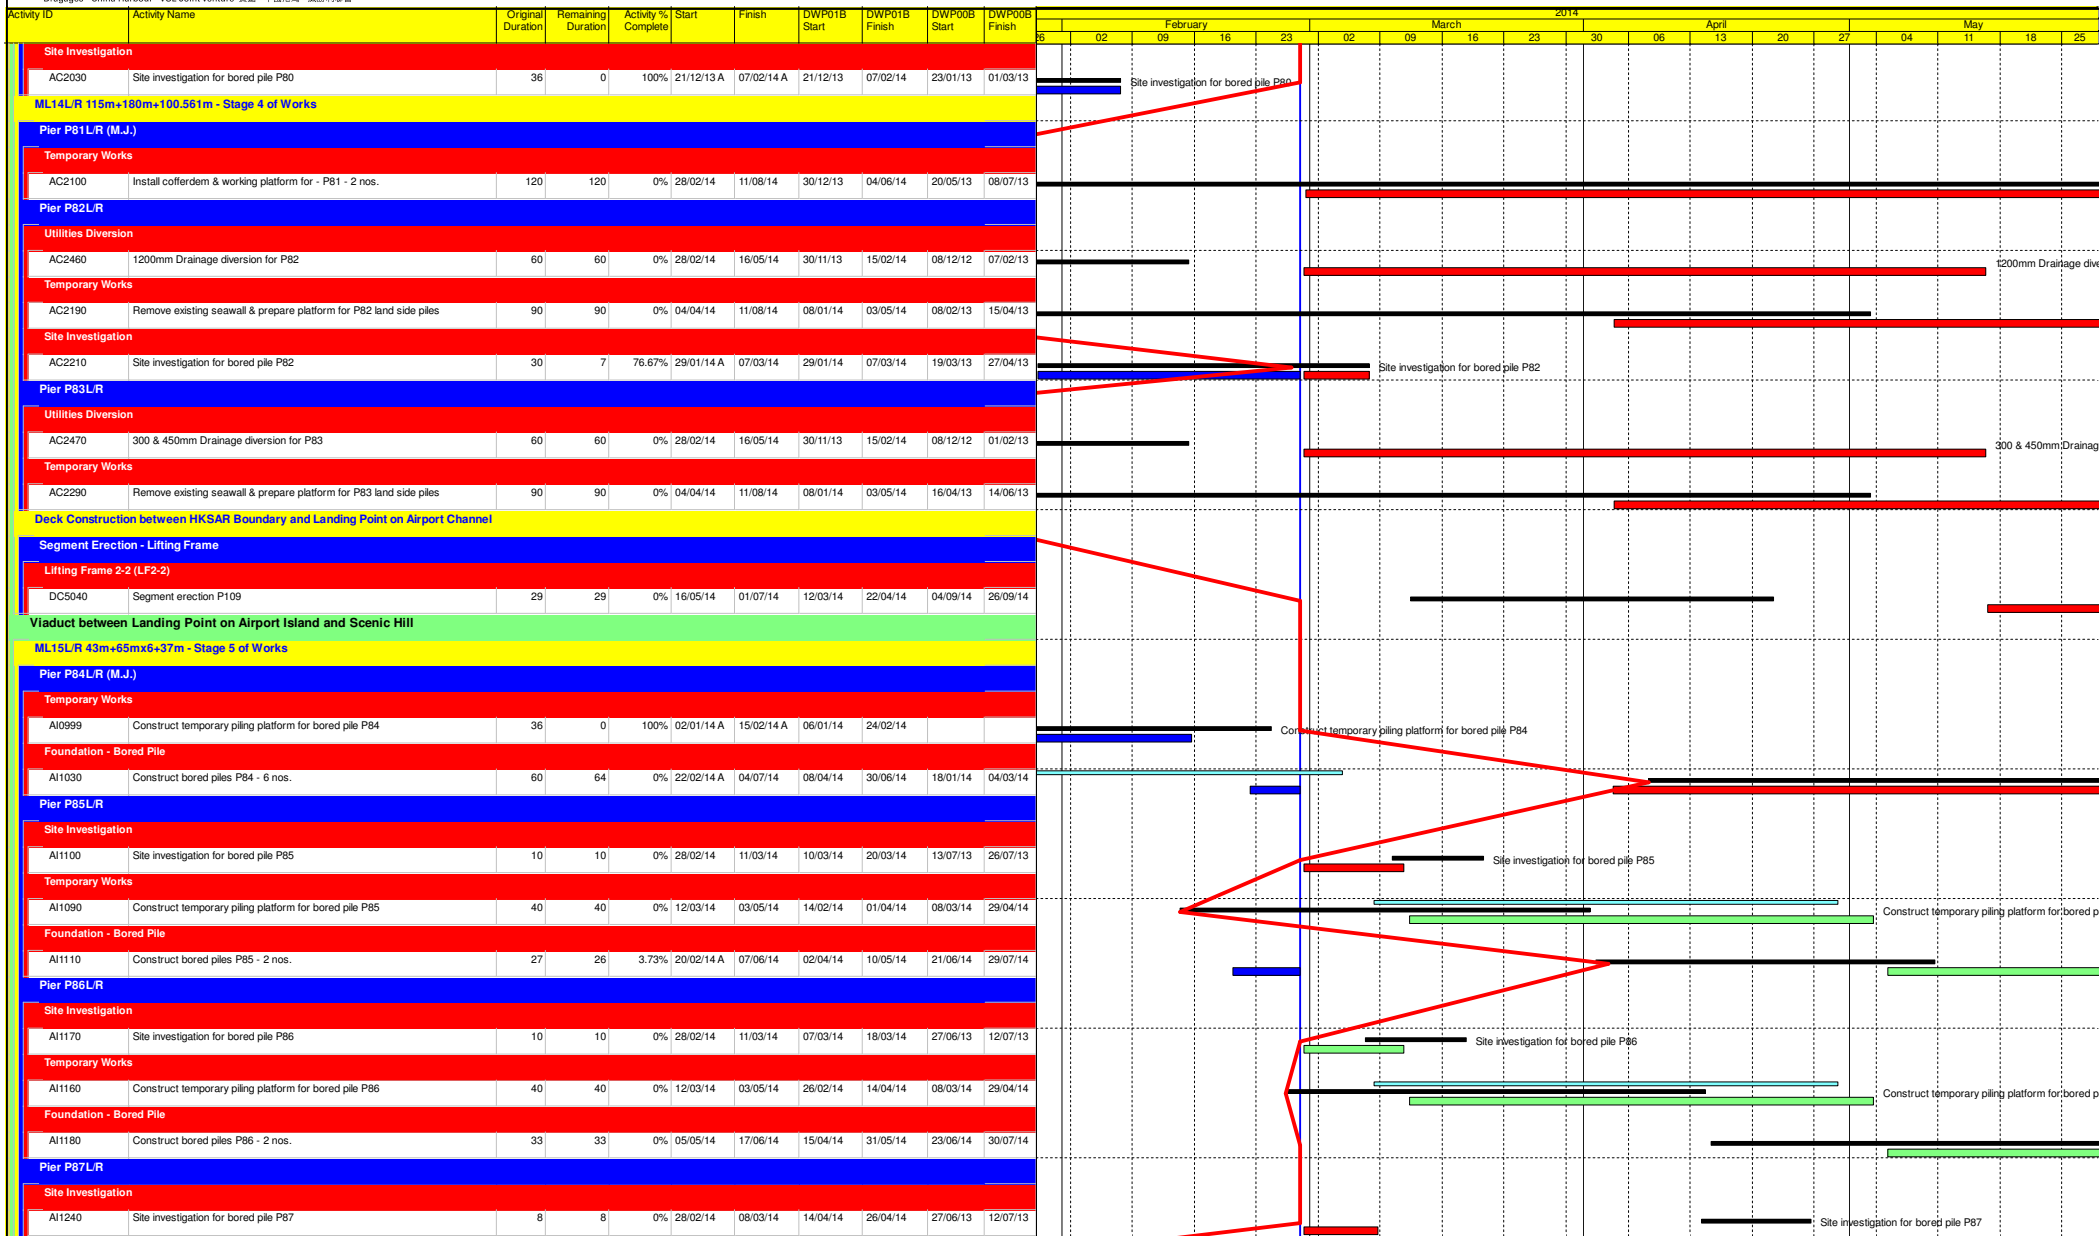 Activity ID Activity Name Original Duration Remaining Duration Activity % Complete Start Finish DWP01B Start DWP01B Finish DWP00B Start DWP00B Finish
2014
February March April May
26 02 09 16 23 02 09 16 23 30 06 13 20 27 04 11 18 25
Site Investigation
AC2030 Site investigation for bored pile P80 36 0 100% 21/12/13 A 07/02/14 A 21/12/13 07/02/14 23/01/13 01/03/13 Site investigation for bored pile P80
ML14L/R 115m+180m+100.561m - Stage 4 of Works
Pier P81L/R (M.J.)
Temporary Works
AC2100 Install cofferdem & working platform for - P81 - 2 nos. 120 120 0% 28/02/14 11/08/14 30/12/13 04/06/14 20/05/13 08/07/13
Pier P82L/R
Utilities Diversion
AC2460 1200mm Drainage diversion for P82 60 60 0% 28/02/14 16/05/14 30/11/13 15/02/14 08/12/12 07/02/13 1200mm Drainage dive
Temporary Works
AC2190 Remove existing seawall & prepare platform for P82 land side piles 90 90 0% 04/04/14 11/08/14 08/01/14 03/05/14 08/02/13 15/04/13
Site Investigation
AC2210 Site investigation for bored pile P82 30 7 76.67% 29/01/14 A 07/03/14 29/01/14 07/03/14 19/03/13 27/04/13 Site investigation for bored pile P82
Pier P83L/R
Utilities Diversion
AC2470 300 & 450mm Drainage diversion for P83 60 60 0% 28/02/14 16/05/14 30/11/13 15/02/14 08/12/12 01/02/13 300 & 450mm Drainag
Temporary Works
AC2290 Remove existing seawall & prepare platform for P83 land side piles 90 90 0% 04/04/14 11/08/14 08/01/14 03/05/14 16/04/13 14/06/13
Deck Construction between HKSAR Boundary and Landing Point on Airport Channel
Segment Erection - Lifting Frame
Lifting Frame 2-2 (LF2-2)
DC5040 Segment erection P109 29 29 0% 16/05/14 01/07/14 12/03/14 22/04/14 04/09/14 26/09/14
Viaduct between Landing Point on Airport Island and Scenic Hill
ML15L/R 43m+65mx6+37m - Stage 5 of Works
Pier P84L/R (M.J.)
Temporary Works
AI0999 Construct temporary piling platform for bored pile P84 36 0 100% 02/01/14 A 15/02/14 A 06/01/14 24/02/14 Construct temporary piling platform for bored pile P84
Foundation - Bored Pile
AI1030 Construct bored piles P84 - 6 nos. 60 64 0% 22/02/14 A 04/07/14 08/04/14 30/06/14 18/01/14 04/03/14
Pier P85L/R
Site Investigation
AI1100 Site investigation for bored pile P85 10 10 0% 28/02/14 11/03/14 10/03/14 20/03/14 13/07/13 26/07/13 Site investigation for bored pile P85
Temporary Works
AI1090 Construct temporary piling platform for bored pile P85 40 40 0% 12/03/14 03/05/14 14/02/14 01/04/14 08/03/14 29/04/14 Construct temporary piling platform for bored p
Foundation - Bored Pile
AI1110 Construct bored piles P85 - 2 nos. 27 26 3.73% 20/02/14 A 07/06/14 02/04/14 10/05/14 21/06/14 29/07/14
Pier P86L/R
Site Investigation
AI1170 Site investigation for bored pile P86 10 10 0% 28/02/14 11/03/14 07/03/14 18/03/14 27/06/13 12/07/13 Site investigation for bored pile P86
Temporary Works
AI1160 Construct temporary piling platform for bored pile P86 40 40 0% 12/03/14 03/05/14 26/02/14 14/04/14 08/03/14 29/04/14 Construct temporary piling platform for bored p
Foundation - Bored Pile
AI1180 Construct bored piles P86 - 2 nos. 33 33 0% 05/05/14 17/06/14 15/04/14 31/05/14 23/06/14 30/07/14
Pier P87L/R
Site Investigation
AI1240 Site investigation for bored pile P87 8 8 0% 28/02/14 08/03/14 14/04/14 26/04/14 27/06/13 12/07/13 Site investigation for bored pile P87